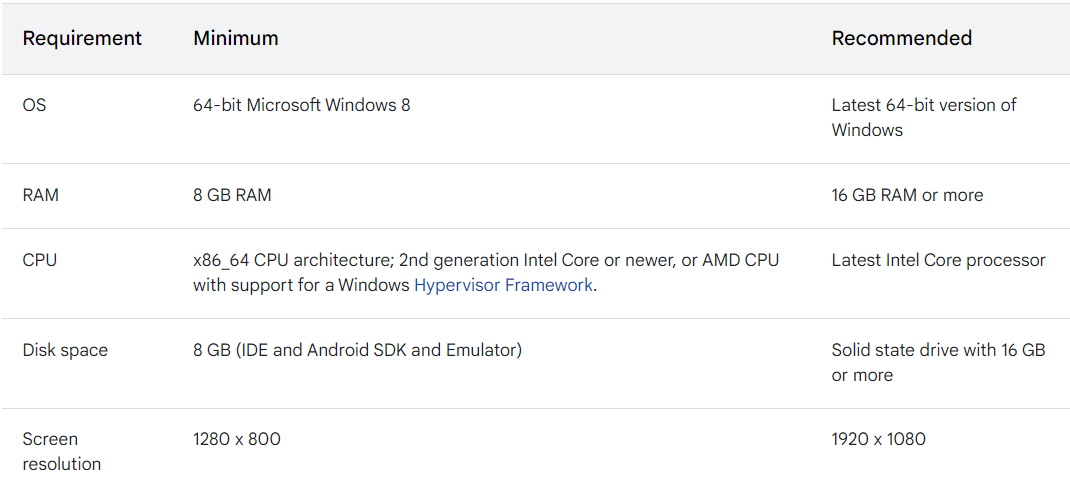 Requirement Minimum Recommended
OS 64-bit Microsoft Windows 8 Latest 64-bit version of
Windows
RAM 8 GB RAM 16 GB RAM or more
CPU x86_64 CPU architecture; 2nd generation Intel Core or newer, or AMD CPU Latest Intel Core processor
with support for a Windows Hypervisor Framework.
Disk space 8 GB (IDE and Android SDK and Emulator) Solid state drive with 16 GB
or more
Screen 1280 x 800 1920 x 1080
resolution